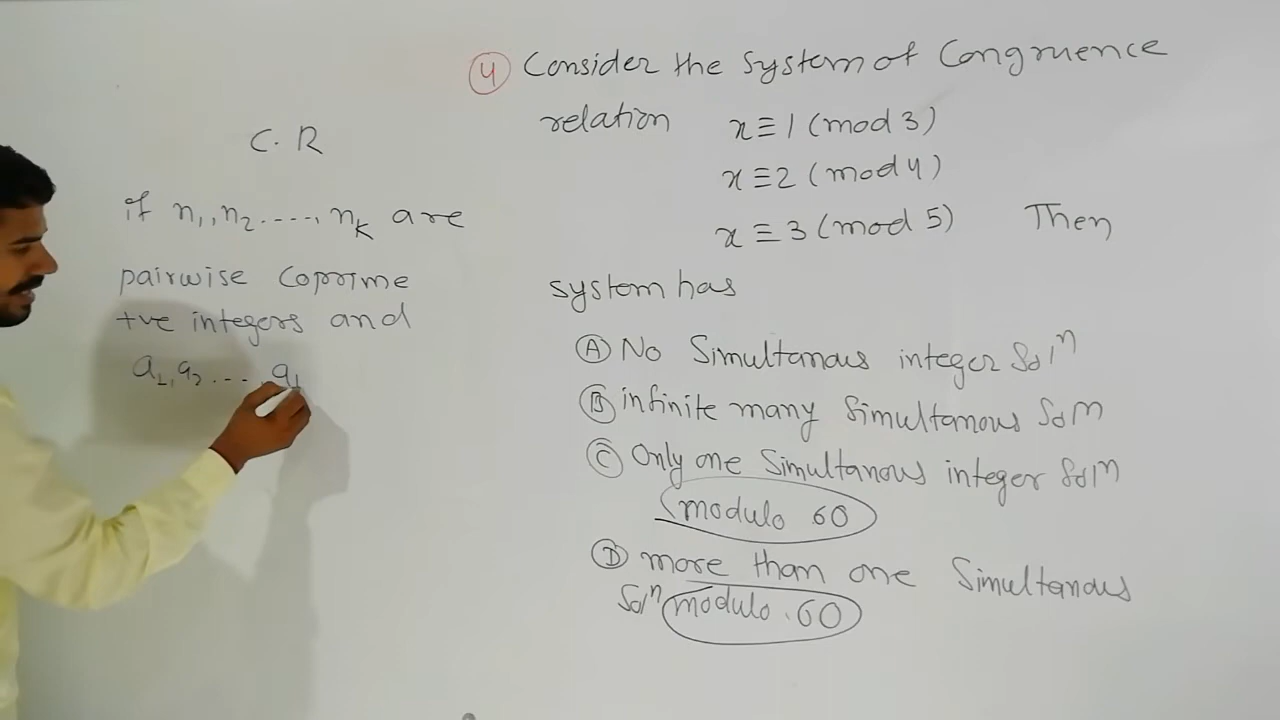 C.R
if n1, n2....., nk are
pairwise coprime
+ve integers and
a1, a2....., a1
④ Consider the system of Congruence
relation x≡1 (mod 3)
x≡2 (mod 4)
x≡3 (mod 5) Then
system has
Ⓐ No Simultanous integer Solⁿ
Ⓑ infinite many Simultanous Solⁿ
Ⓒ Only one Simultanous integer Solⁿ
(modulo 60
Ⓓ more than one Simultanous
Solⁿ modulo .60